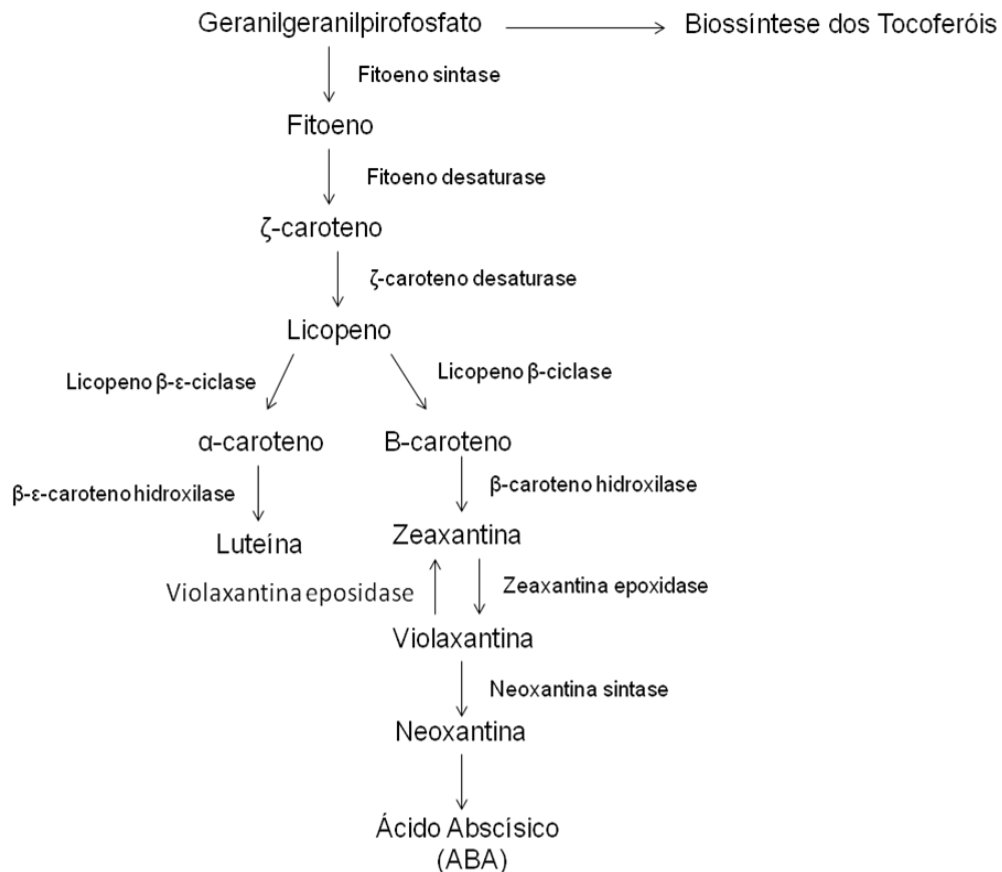 Geranilgeranilpirofosfato
Biossíntese dos Tocoferóis
Fitoeno sintase
Fitoeno
Fitoeno desaturase
ζ-caroteno
ζ-caroteno desaturase
Licopeno
Licopeno β-ε-ciclase
Licopeno β-ciclase
α-caroteno
B-caroteno
β-ε-caroteno hidroxilase
β-caroteno hidroxilase
Luteína
Zeaxantina
Violaxantina eposidase
Zeaxantina epoxidase
Violaxantina
Neoxantina sintase
Neoxantina
Ácido Abscísico
(ABA)